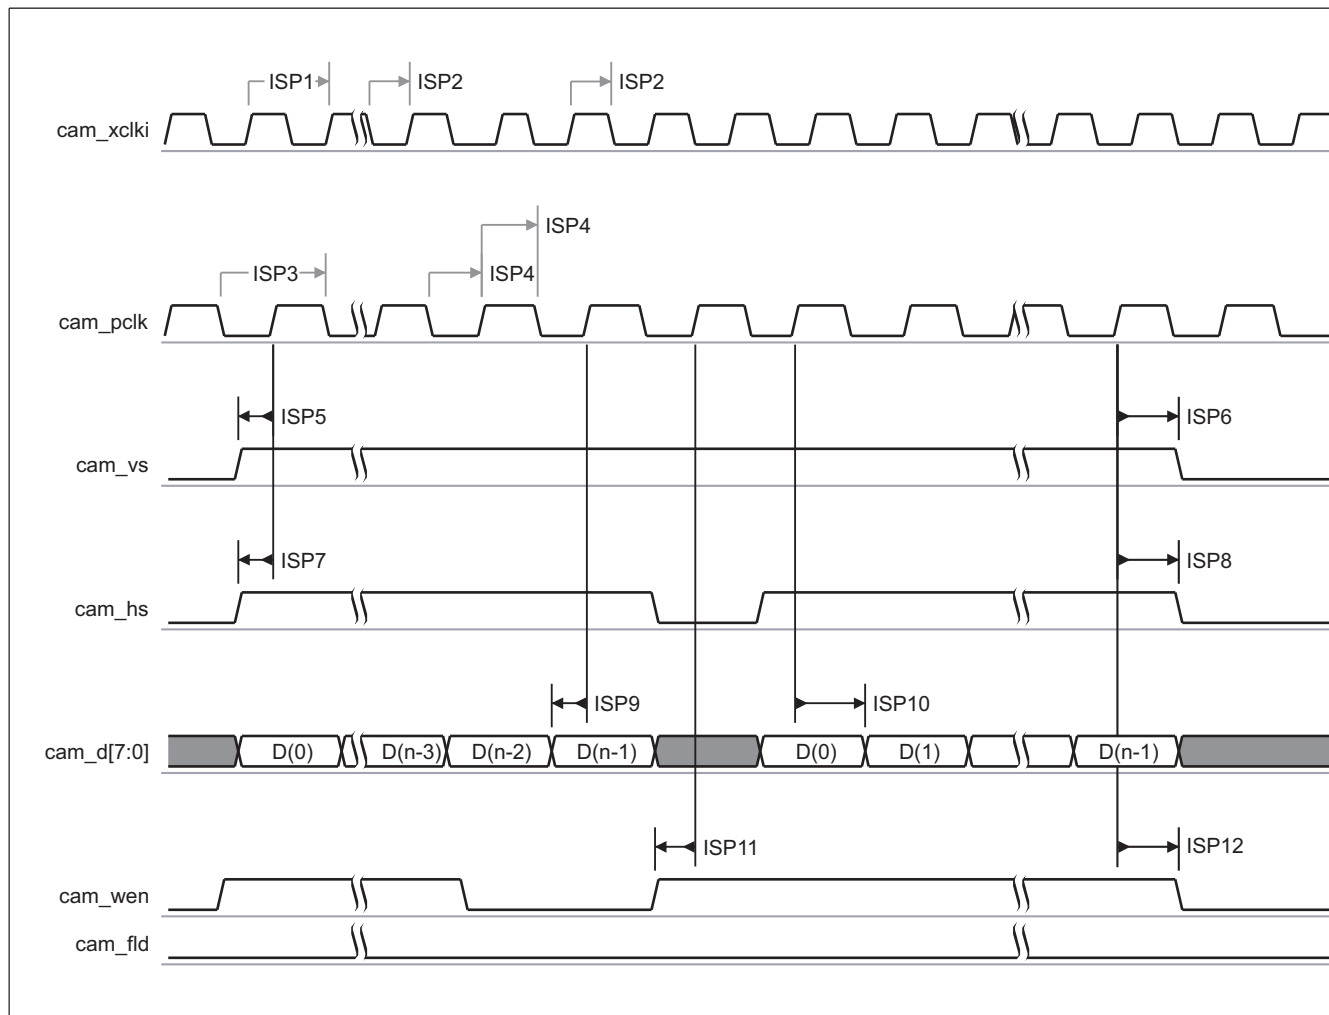 ISP1 ISP2 ISP2
cam_xclki
ISP4
ISP3 ISP4
cam_pclk
ISP5 ISP6
cam_vs
ISP7 ISP8
cam_hs
ISP9 ISP10
cam_d[7:0] D(0) D(n-3) D(n-2) D(n-1) D(0) D(1) D(n-1)
ISP11 ISP12
cam_wen
cam_fld